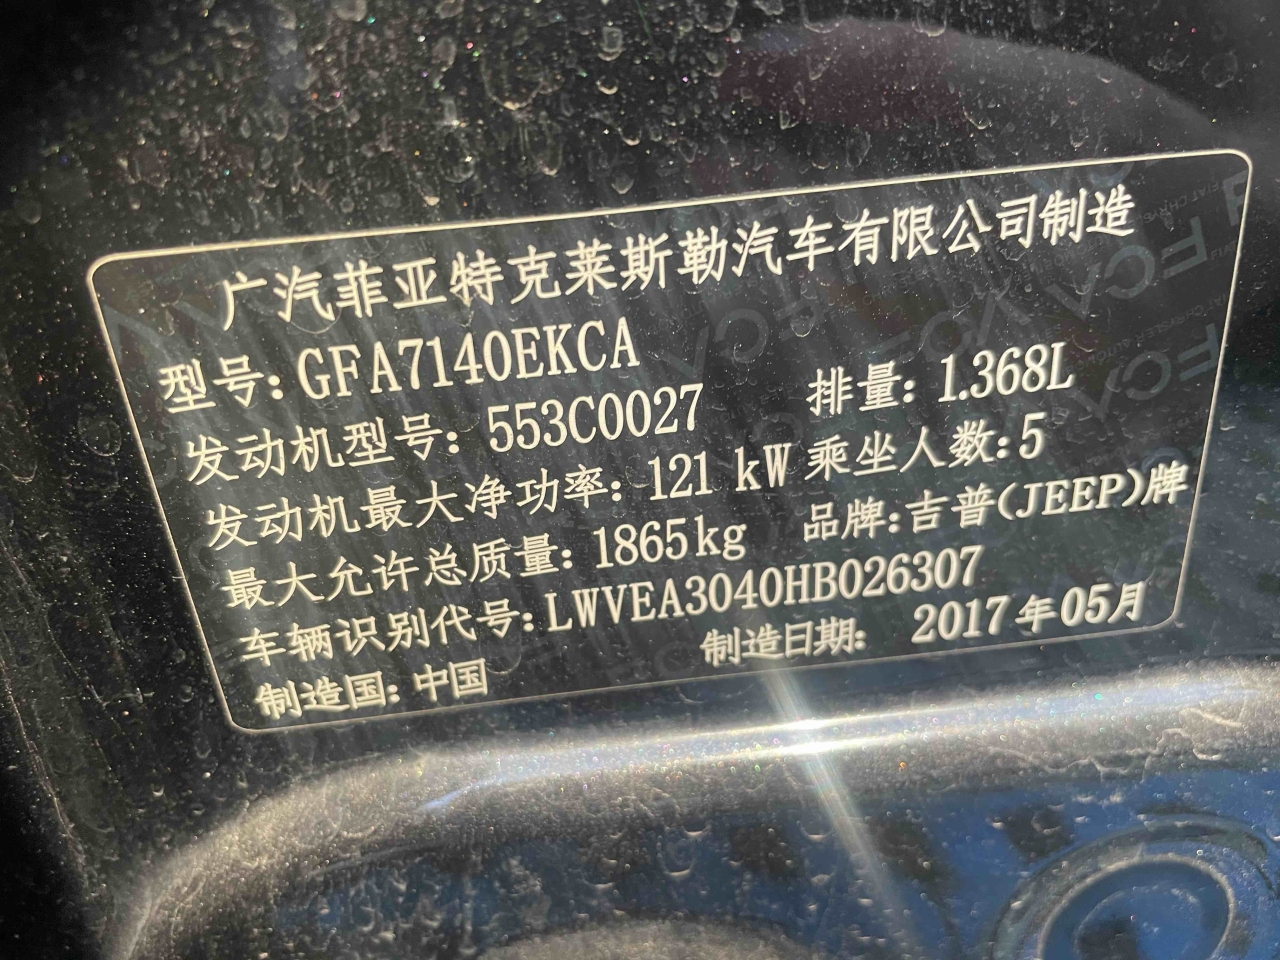 广汽菲亚特克莱斯勒汽车有限公司制造
型号: GFA7140EKCA
发动机型号: 553C0027 排量: 1.368L
发动机最大净功率: 121 kW 乘坐人数: 5
最大允许总质量: 1865kg 品牌: 吉普(JEEP)牌
车辆识别代号: LWVEA3040HB026307
制造国: 中国 制造日期: 2017年05月